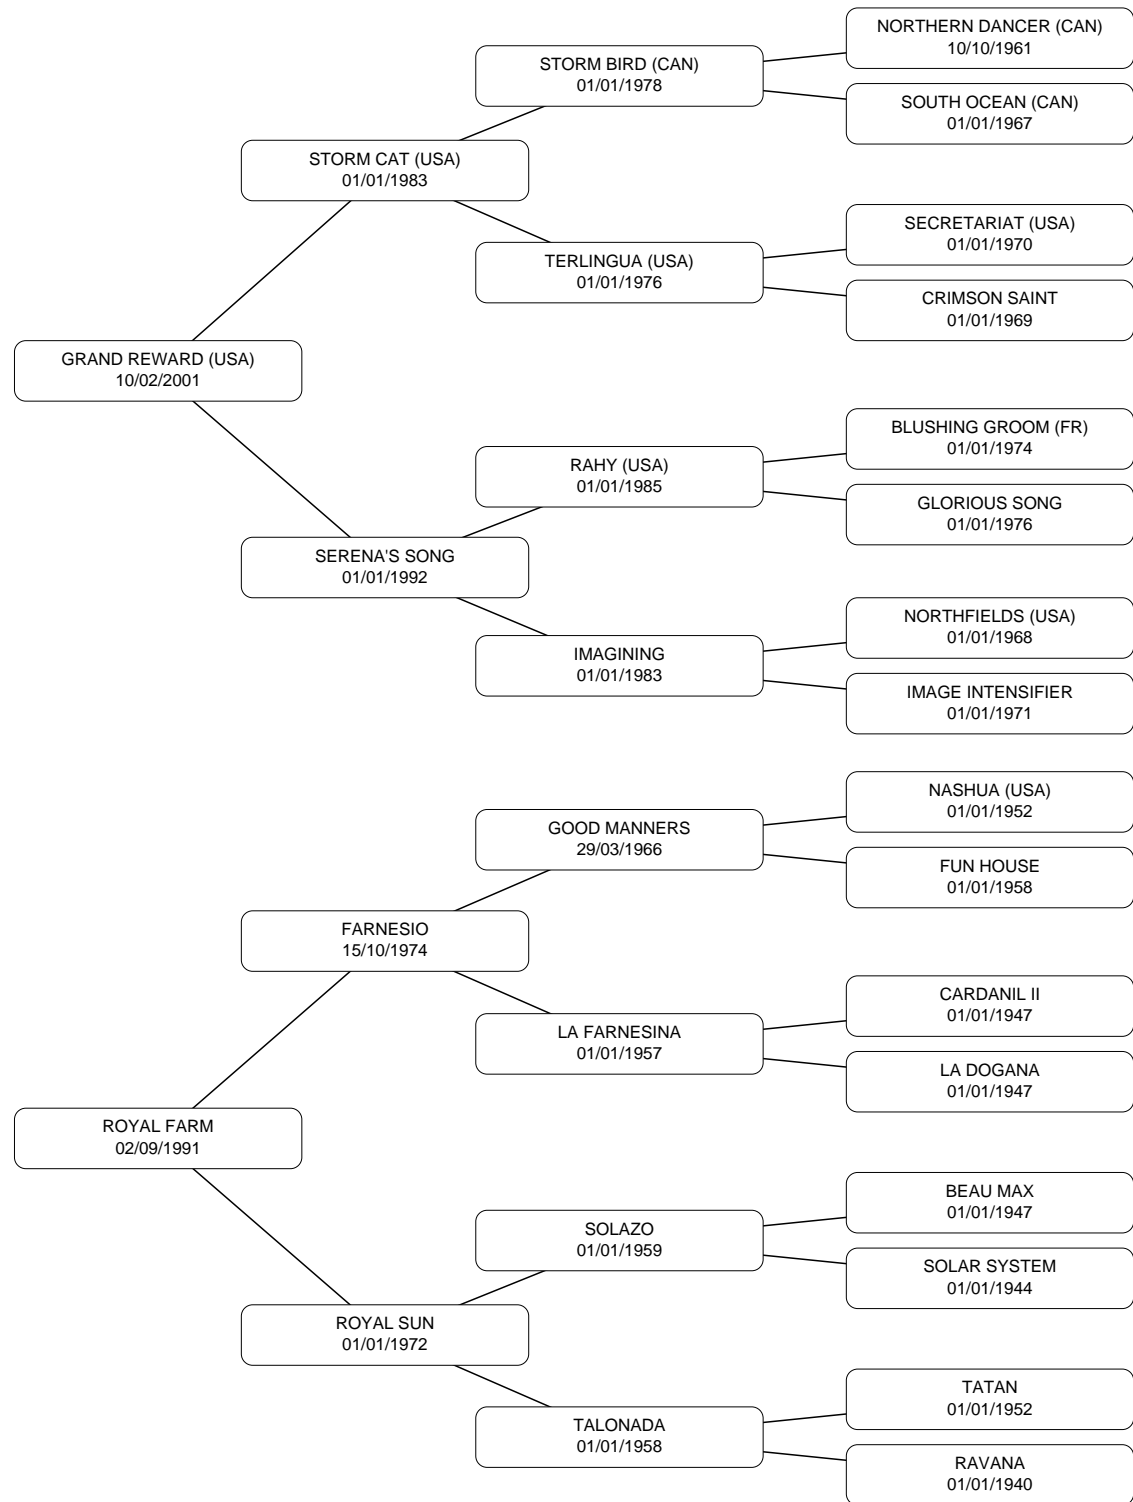 NORTHERN DANCER (CAN)
10/10/1961
STORM BIRD (CAN)
01/01/1978
SOUTH OCEAN (CAN)
01/01/1967
STORM CAT (USA)
01/01/1983
SECRETARIAT (USA)
01/01/1970
TERLINGUA (USA)
01/01/1976
CRIMSON SAINT
01/01/1969
GRAND REWARD (USA)
10/02/2001
BLUSHING GROOM (FR)
01/01/1974
RAHY (USA)
01/01/1985
GLORIOUS SONG
01/01/1976
SERENA'S SONG
01/01/1992
NORTHFIELDS (USA)
01/01/1968
IMAGINING
01/01/1983
IMAGE INTENSIFIER
01/01/1971
NASHUA (USA)
01/01/1952
GOOD MANNERS
29/03/1966
FUN HOUSE
01/01/1958
FARNESIO
15/10/1974
CARDANIL II
01/01/1947
LA FARNESINA
01/01/1957
LA DOGANA
01/01/1947
ROYAL FARM
02/09/1991
BEAU MAX
01/01/1947
SOLAZO
01/01/1959
SOLAR SYSTEM
01/01/1944
ROYAL SUN
01/01/1972
TATAN
01/01/1952
TALONADA
01/01/1958
RAVANA
01/01/1940